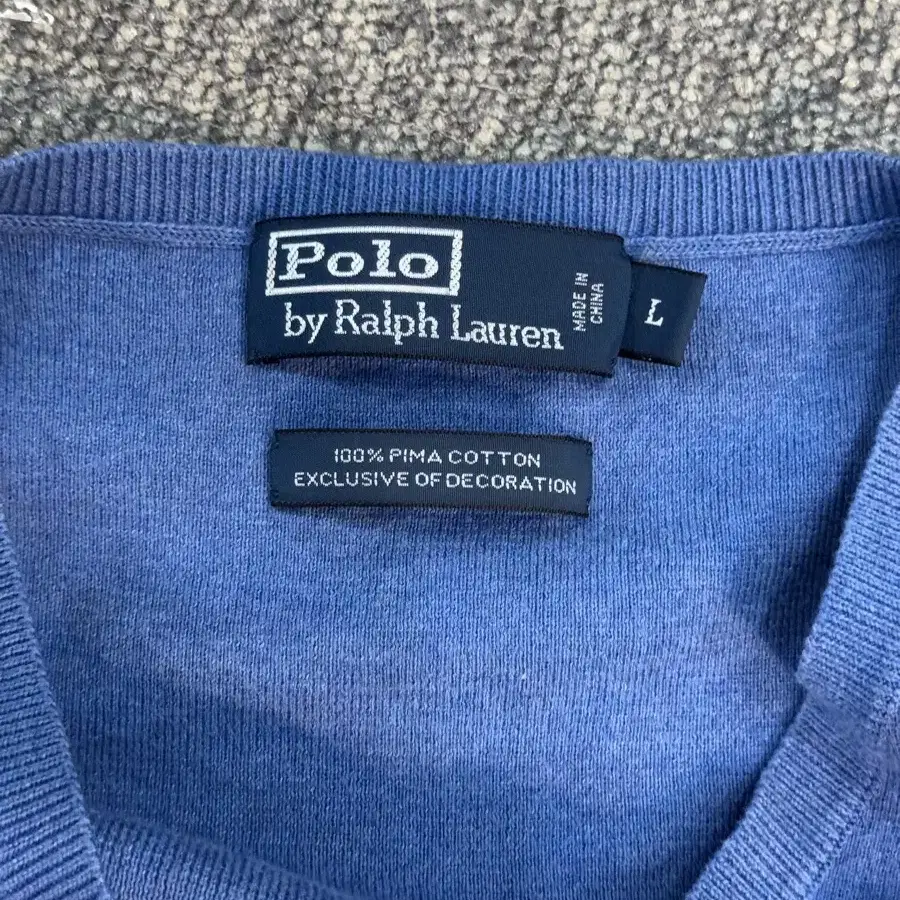 Polo
by Ralph Lauren
MADE IN
CHINA
L
100% PIMA COTTON
EXCLUSIVE OF DECORATION